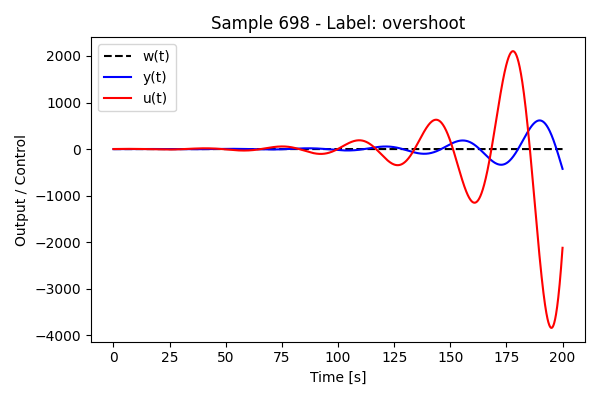 Sample 698 - Label: overshoot
w(t)
y(t)
u(t)
Output / Control
2000
1000
0
−1000
−2000
−3000
−4000
0 25 50 75 100 125 150 175 200
Time [s]